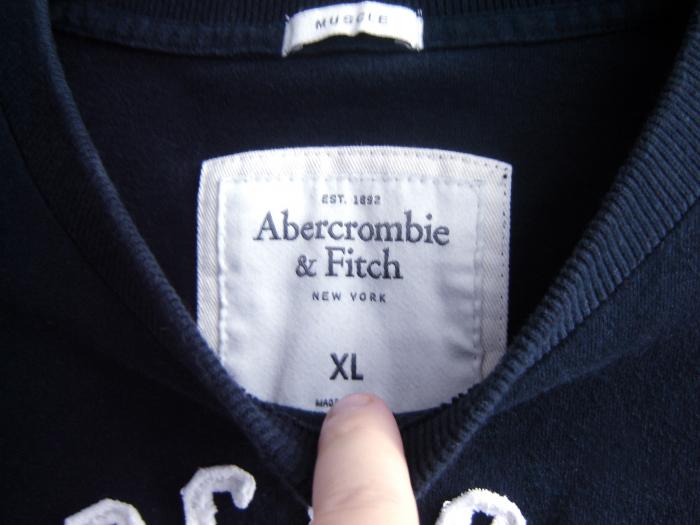 MUSCLE
EST. 1892
Abercrombie
& Fitch
NEW YORK
XL